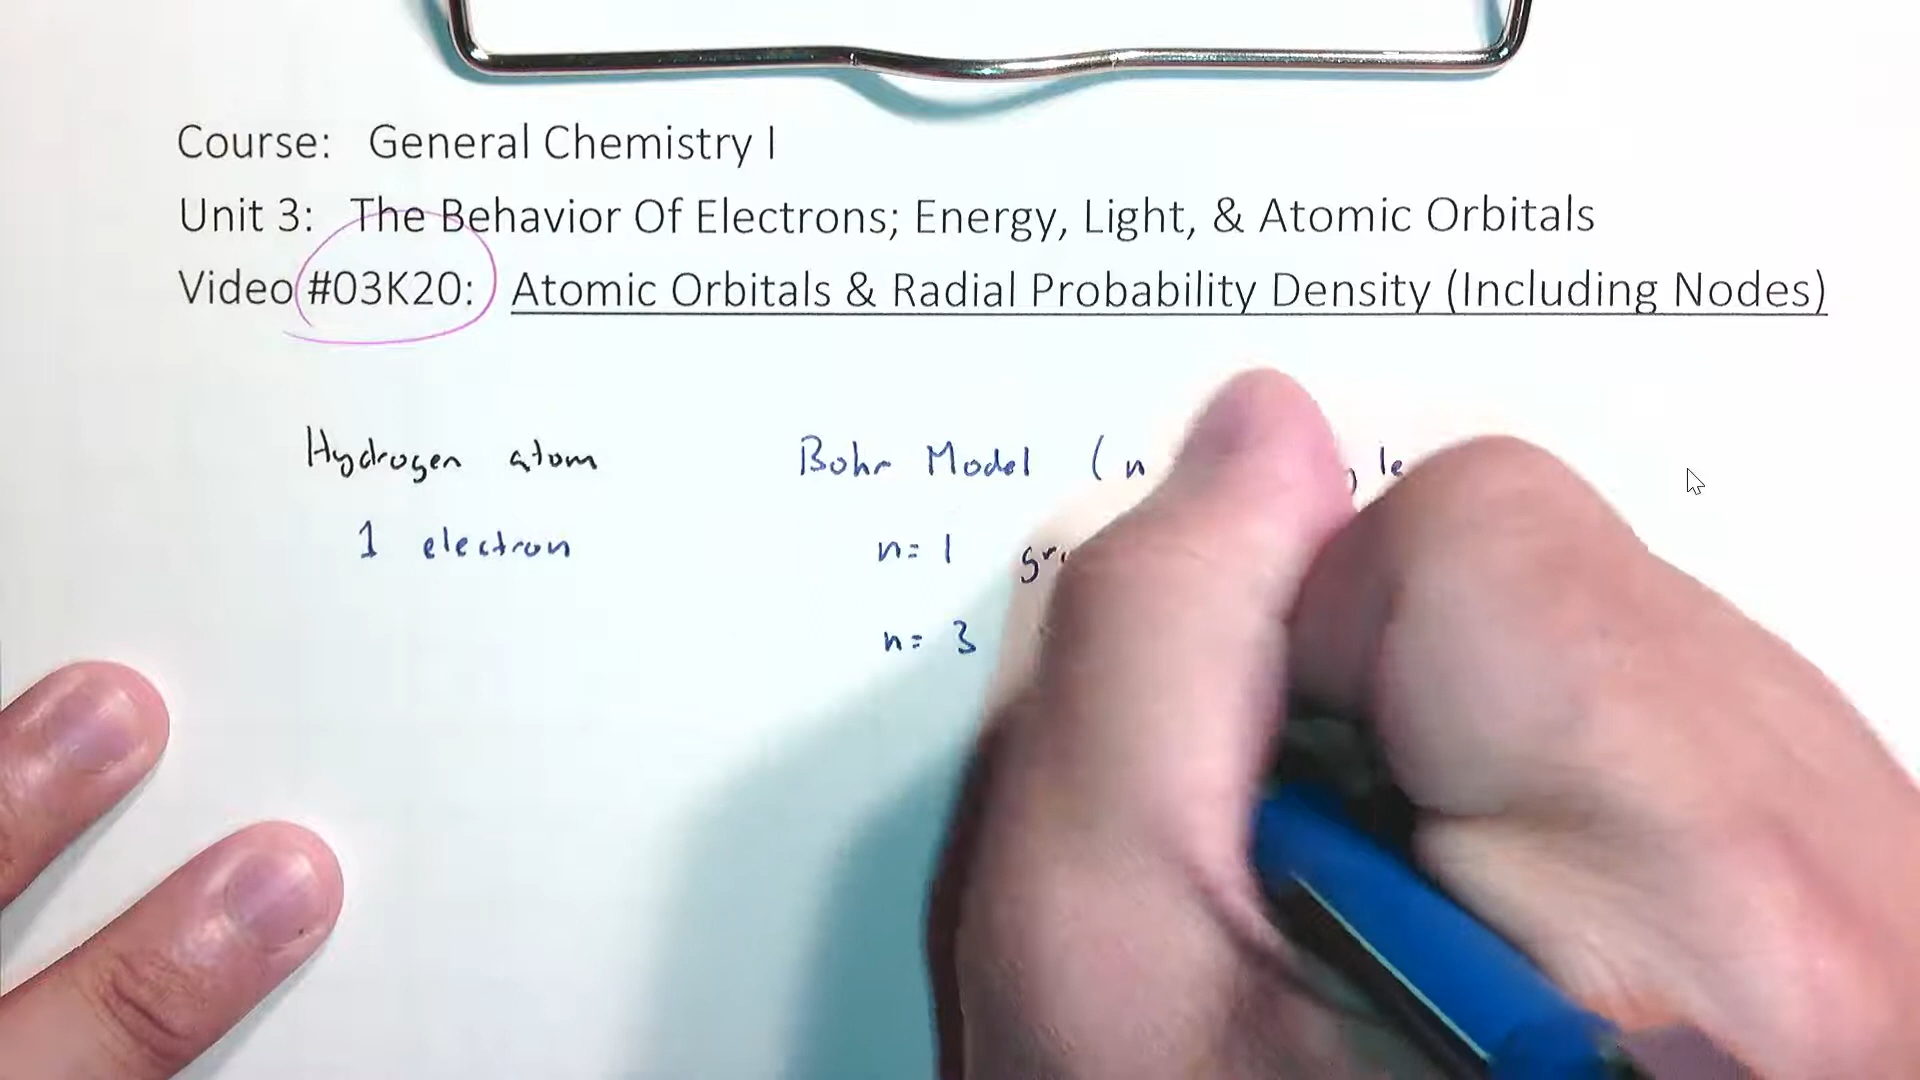 Course: General Chemistry I
Unit 3: The Behavior Of Electrons; Energy, Light, & Atomic Orbitals
Video #03K20: Atomic Orbitals & Radial Probability Density (Including Nodes)
Hydrogen atom Bohr Model (n
1 electron n=1
n=3